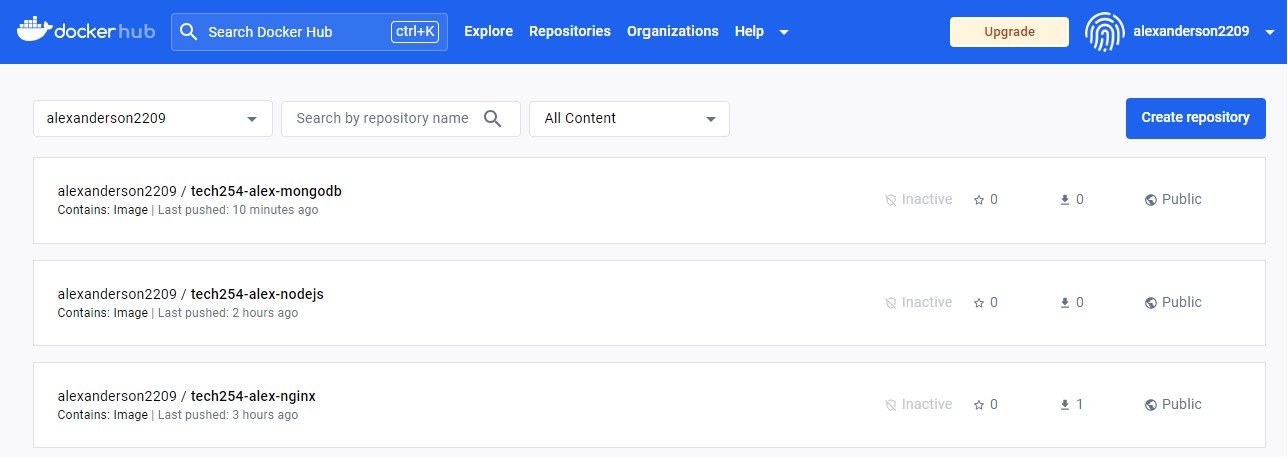 docker hub Search Docker Hub ctrl+K Explore Repositories Organizations Help Upgrade alexanderson2209
alexanderson2209 Search by repository name All Content Create repository
alexanderson2209 / tech254-alex-mongodb
Contains: Image | Last pushed: 10 minutes ago
Inactive 0 0 Public
alexanderson2209 / tech254-alex-nodejs
Contains: Image | Last pushed: 2 hours ago
Inactive 0 0 Public
alexanderson2209 / tech254-alex-nginx
Contains: Image | Last pushed: 3 hours ago
Inactive 0 1 Public